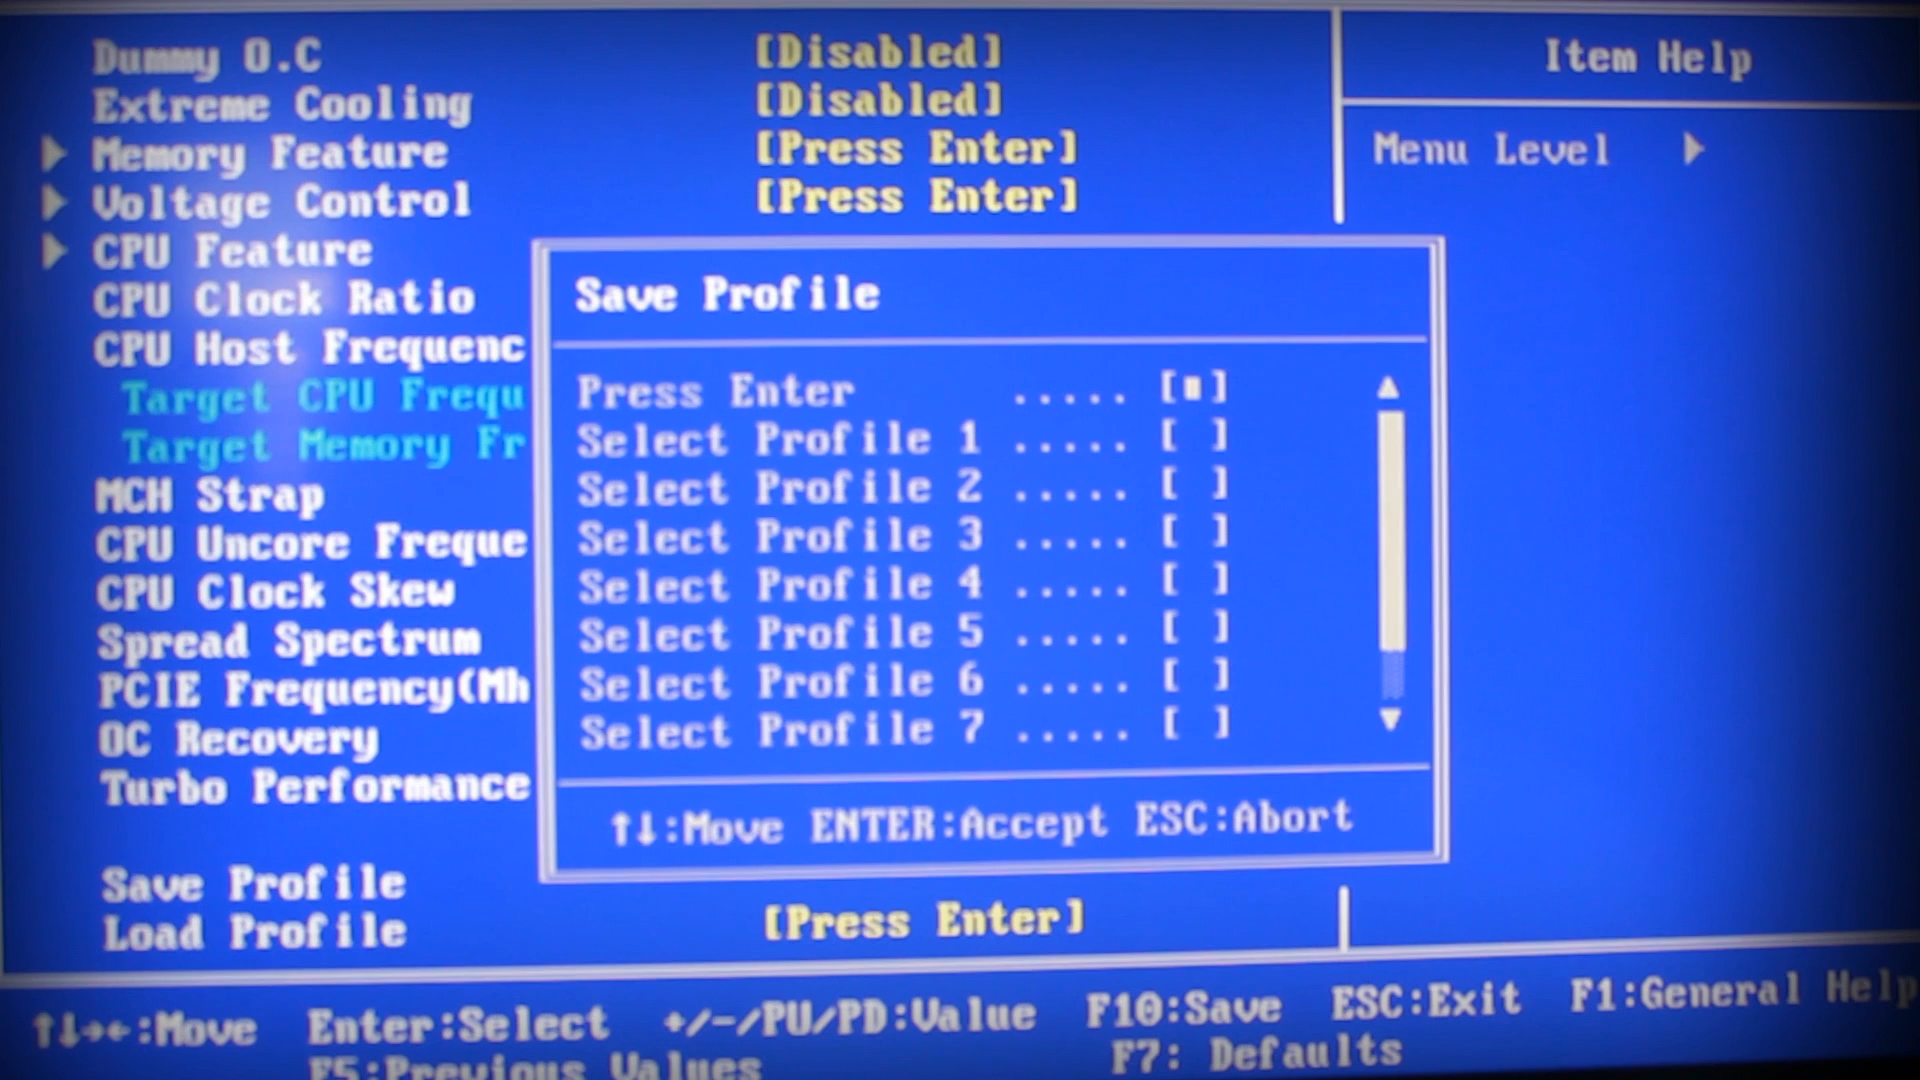 Dummy O.C [Disabled]
Extreme Cooling [Disabled]
Memory Feature [Press Enter]
Voltage Control [Press Enter]
CPU Feature
CPU Clock Ratio
CPU Host Frequenc
Target CPU Frequ
Target Memory Fr
MCH Strap
CPU Uncore Freque
CPU Clock Skew
Spread Spectrum
PCIE Frequency(Mh
OC Recovery
Turbo Performance
Save Profile
Load Profile [Press Enter]
Item Help
Menu Level
Save Profile
Press Enter ..... [∎]
Select Profile 1 ..... [ ]
Select Profile 2 ..... [ ]
Select Profile 3 ..... [ ]
Select Profile 4 ..... [ ]
Select Profile 5 ..... [ ]
Select Profile 6 ..... [ ]
Select Profile 7 ..... [ ]
↑↓:Move ENTER:Accept ESC:Abort
↑↓→←:Move Enter:Select +/-/PU/PD:Value F10:Save ESC:Exit F1:General Help
F5:Previous Values F7: Defaults